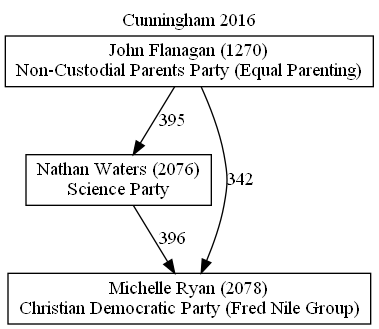 Cunningham 2016
John Flanagan (1270)
Non-Custodial Parents Party (Equal Parenting)
395
Nathan Waters (2076)
Science Party
342
396
Michelle Ryan (2078)
Christian Democratic Party (Fred Nile Group)